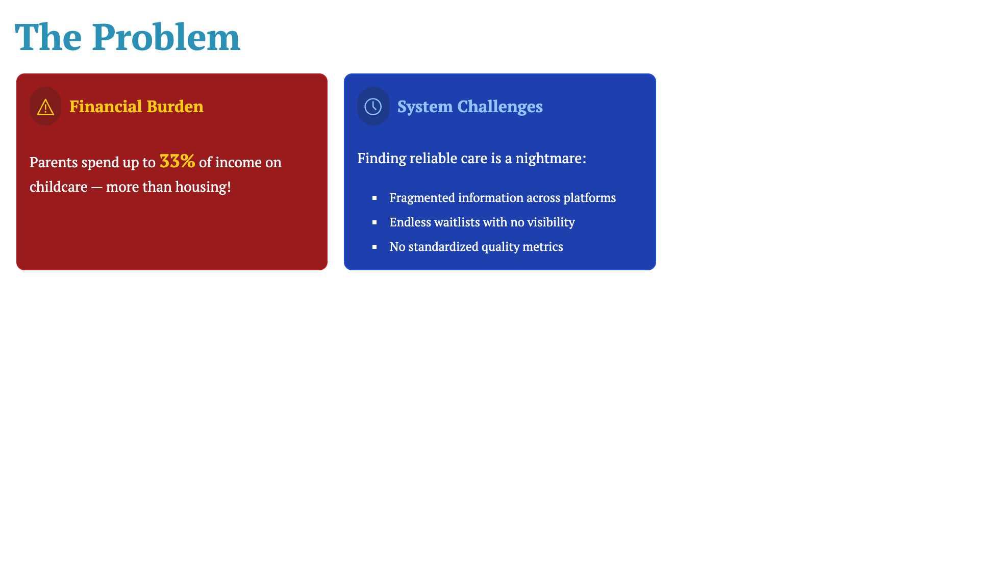 The Problem
Financial Burden
Parents spend up to 33% of income on
childcare — more than housing!
System Challenges
Finding reliable care is a nightmare:
▪ Fragmented information across platforms
▪ Endless waitlists with no visibility
▪ No standardized quality metrics